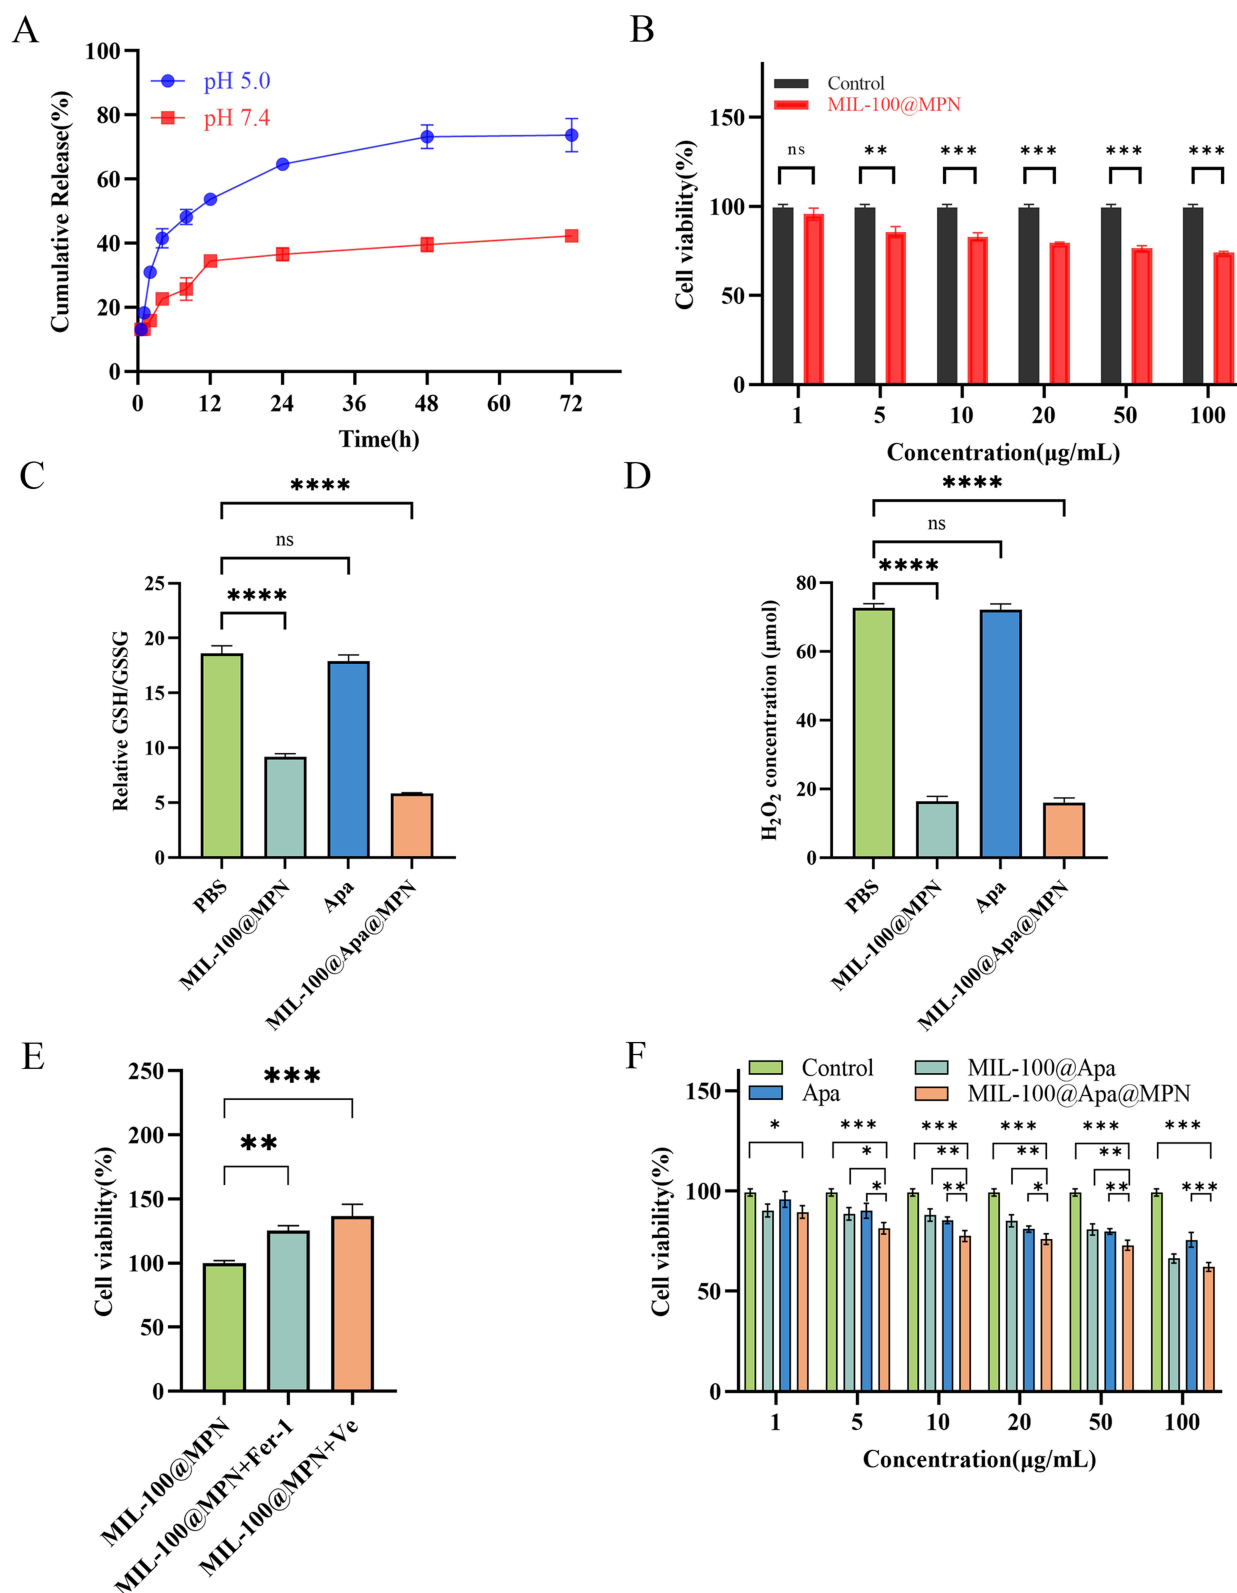 A
100
80
60
40
20
0
Cumulative Release(%)
pH 5.0
pH 7.4
0 12 24 36 48 60 72
Time(h)
B
150
100
50
0
Cell viability(%)
Control
MIL-100@MPN
ns ** *** *** *** ***
1 5 10 20 50 100
Concentration(μg/mL)
C
****
ns
****
25
20
15
10
5
0
Relative GSH/GSSG
PBS
MIL-100@MPN
Apa
MIL-100@Apa@MPN
D
****
ns
****
80
60
40
20
0
H₂O₂ concentration (μmol)
PBS
MIL-100@MPN
Apa
MIL-100@Apa@MPN
E
250
200
150
100
50
0
Cell viability(%)
***
**
MIL-100@MPN
MIL-100@MPN+Fer-1
MIL-100@MPN+Ve
F
Control
Apa
MIL-100@Apa
MIL-100@Apa@MPN
150
100
50
0
Cell viability(%)
* *** *** *** *** ***
* ** ** **
* ** * ** ***
1 5 10 20 50 100
Concentration(μg/mL)